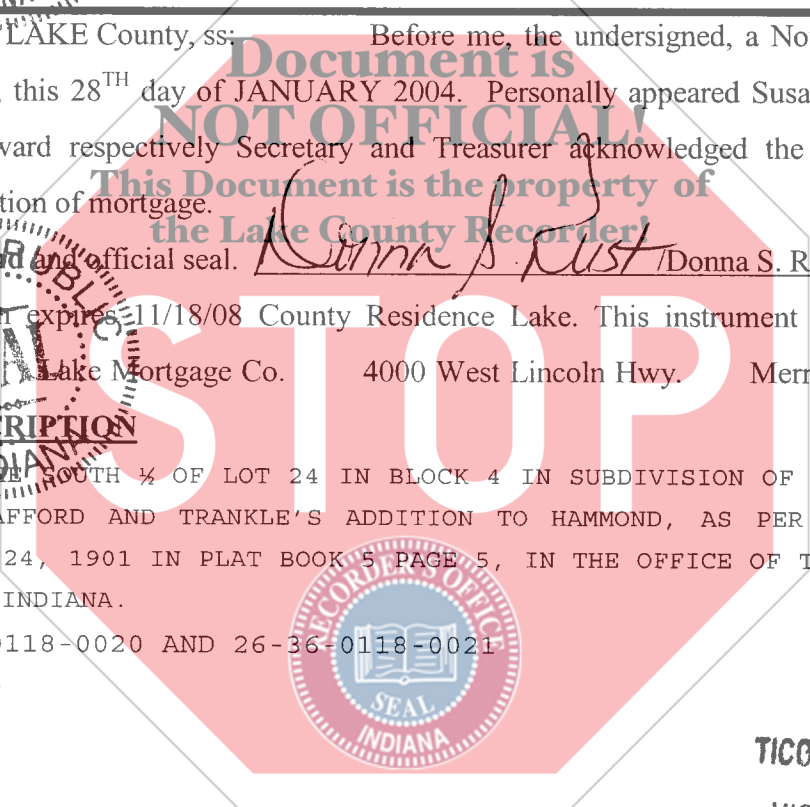 LAKE County, ss: Before me, the undersigned, a No
this 28TH day of JANUARY 2004. Personally appeared Susa
ward respectively Secretary and Treasurer acknowledged the
tion of mortgage.
and official seal. Donna S Rust /Donna S. R
expires 11/18/08 County Residence Lake. This instrument
Lake Mortgage Co. 4000 West Lincoln Hwy. Merr
CRIPTION
SOUTH ½ OF LOT 24 IN BLOCK 4 IN SUBDIVISION OF
AFFORD AND TRANKLE'S ADDITION TO HAMMOND, AS PER
24, 1901 IN PLAT BOOK 5 PAGE 5, IN THE OFFICE OF T
INDIANA.
0118-0020 AND 26-36-0118-0021
Document is
NOT OFFICIAL!
This Document is the property of
the Lake County Recorder!
STOP
RECORDER'S OFFICE
SEAL
INDIANA
PUBLIC
TICO